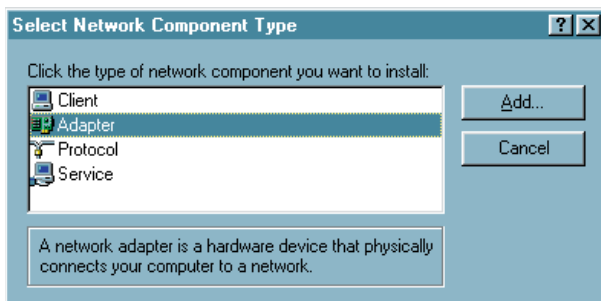 Select Network Component Type
Click the type of network component you want to install:
Client
Adapter
Protocol
Service
Add...
Cancel
A network adapter is a hardware device that physically
connects your computer to a network.